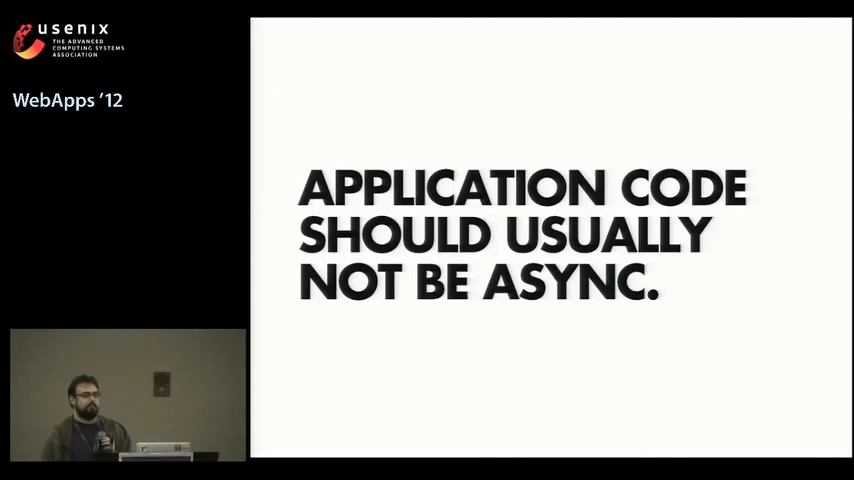 usenix
THE ADVANCED
COMPUTING SYSTEMS
ASSOCIATION
WebApps '12
APPLICATION CODE
SHOULD USUALLY
NOT BE ASYNC.